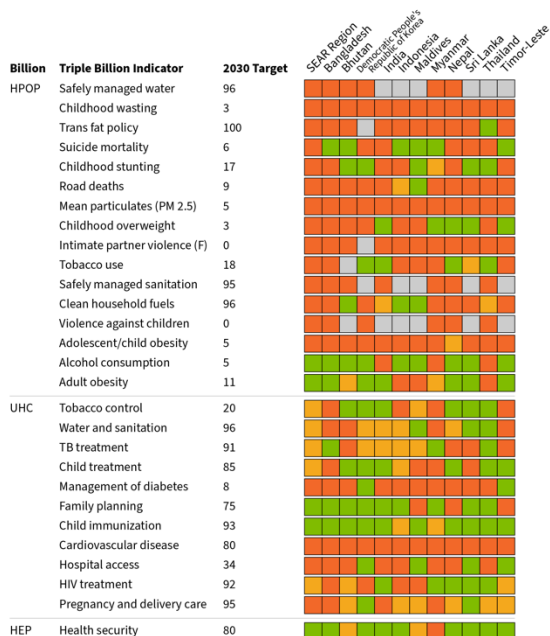 SEAR Region
Bangladesh
Bhutan
Democratic People's
Republic of Korea
India
Indonesia
Maldives
Myanmar
Nepal
Sri Lanka
Thailand
Timor-Leste
Billion Triple Billion Indicator 2030 Target
HPOP Safely managed water 96
Childhood wasting 3
Trans fat policy 100
Suicide mortality 6
Childhood stunting 17
Road deaths 9
Mean particulates (PM 2.5) 5
Childhood overweight 3
Intimate partner violence (F) 0
Tobacco use 18
Safely managed sanitation 95
Clean household fuels 96
Violence against children 0
Adolescent/child obesity 5
Alcohol consumption 5
Adult obesity 11
UHC Tobacco control 20
Water and sanitation 96
TB treatment 91
Child treatment 85
Management of diabetes 8
Family planning 75
Child immunization 93
Cardiovascular disease 80
Hospital access 34
HIV treatment 92
Pregnancy and delivery care 95
HEP Health security 80